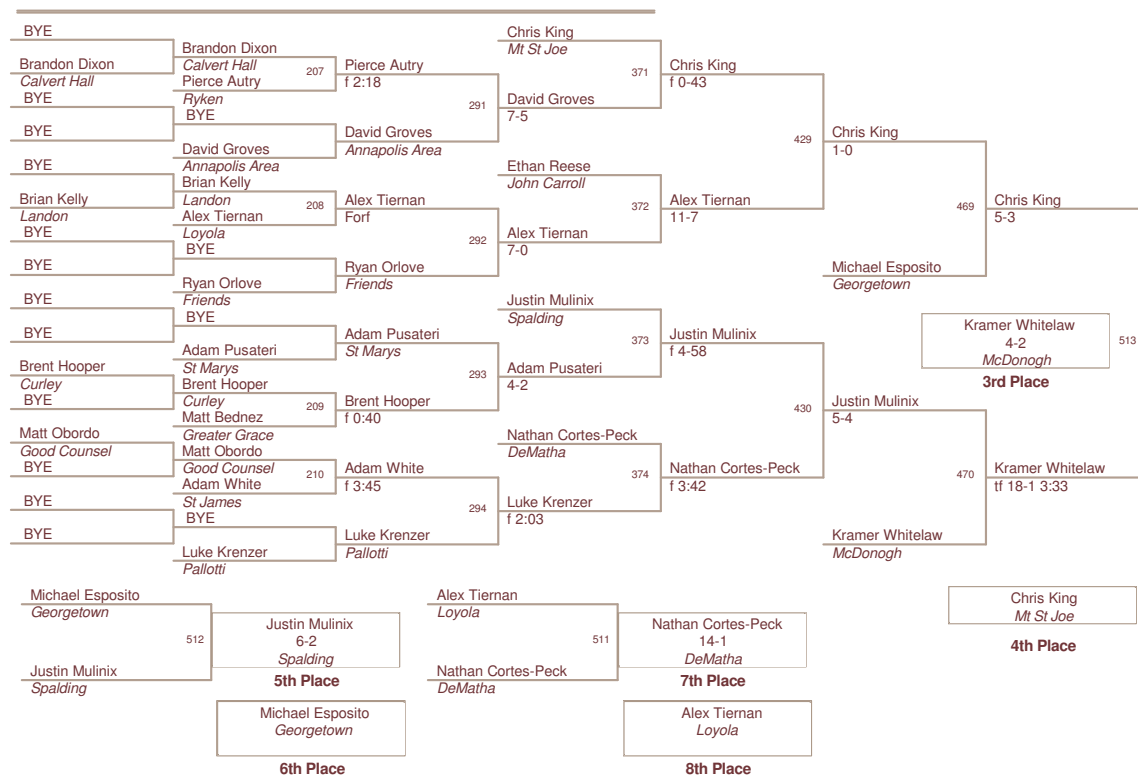 BYE
Brandon Dixon
Calvert Hall
BYE
BYE
BYE
Brian Kelly
Landon
BYE
BYE
BYE
BYE
Brent Hooper
Curley
BYE
Matt Obordo
Good Counsel
BYE
BYE
BYE
Brandon Dixon
Calvert Hall
207
Pierce Autry
Ryken
BYE
David Groves
Annapolis Area
Brian Kelly
Landon
208
Alex Tiernan
Loyola
BYE
Ryan Orlove
Friends
BYE
Adam Pusateri
St Marys
Brent Hooper
Curley
209
Matt Bednez
Greater Grace
Matt Obordo
Good Counsel
210
Adam White
St James
BYE
Luke Krenzer
Pallotti
Pierce Autry
f 2:18
291
David Groves
Annapolis Area
Alex Tiernan
Forf
292
Ryan Orlove
Friends
Adam Pusateri
St Marys
293
Brent Hooper
f 0:40
Adam White
f 3:45
294
Luke Krenzer
Pallotti
Chris King
Mt St Joe
371
David Groves
7-5
Ethan Reese
John Carroll
372
Alex Tiernan
7-0
Justin Mulinix
Spalding
373
Adam Pusateri
4-2
Nathan Cortes-Peck
DeMatha
374
Luke Krenzer
f 2:03
Chris King
f 0-43
429
Alex Tiernan
11-7
Justin Mulinix
f 4-58
430
Nathan Cortes-Peck
f 3:42
Chris King
1-0
469
Michael Esposito
Georgetown
Justin Mulinix
5-4
470
Kramer Whitelaw
McDonogh
Chris King
5-3
Kramer Whitelaw
4-2
McDonogh
513
3rd Place
Kramer Whitelaw
tf 18-1 3:33
Chris King
Mt St Joe
4th Place
Michael Esposito
Georgetown
512
Justin Mulinix
Spalding
Justin Mulinix
6-2
Spalding
5th Place
Michael Esposito
Georgetown
6th Place
Alex Tiernan
Loyola
511
Nathan Cortes-Peck
DeMatha
Nathan Cortes-Peck
14-1
DeMatha
7th Place
Alex Tiernan
Loyola
8th Place